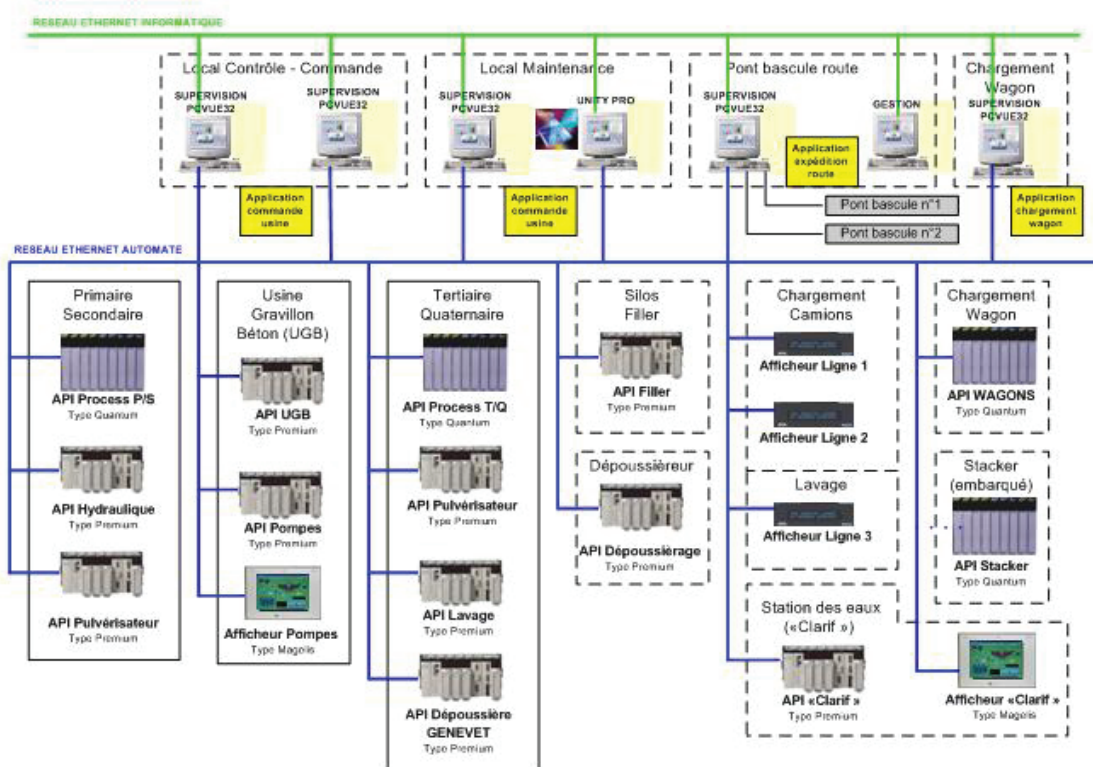 RESEAU ETHERNET INFORMATIQUE
Local Contrôle - Commande
SUPERVISION
PCVUE32
SUPERVISION
PCVUE32
Application
commande
usine
Local Maintenance
SUPERVISION
PCVUE32
UNITY PRO
Application
commande
usine
Pont bascule route
SUPERVISION
PCVUE32
GESTION
Application
expédition
route
Pont bascule n°1
Pont bascule n°2
Chargement
Wagon
SUPERVISION
PCVUE32
Application
chargement
wagon
RESEAU ETHERNET AUTOMATE
Primaire
Secondaire
API Process P/S
Type Quantum
API Hydraulique
Type Premium
API Pulvérisateur
Type Premium
Usine
Gravillon
Béton (UGB)
API UGB
Type Premium
API Pompes
Type Premium
Afficheur Pompes
Type Magelis
Tertiaire
Quaternaire
API Process T/Q
Type Quantum
API Pulvérisateur
Type Premium
API Lavage
Type Premium
API Dépoussière
GENEVET
Type Premium
Silos
Filler
API Filler
Type Premium
Dépoussièreur
API Dépoussièrage
Type Premium
Chargement
Camions
Afficheur Ligne 1
Afficheur Ligne 2
Lavage
Afficheur Ligne 3
Station des eaux
(«Clarif »)
API «Clarif »
Type Premium
Afficheur «Clarif »
Type Magelis
Chargement
Wagon
API WAGONS
Type Quantum
Stacker
(embarqué)
API Stacker
Type Quantum